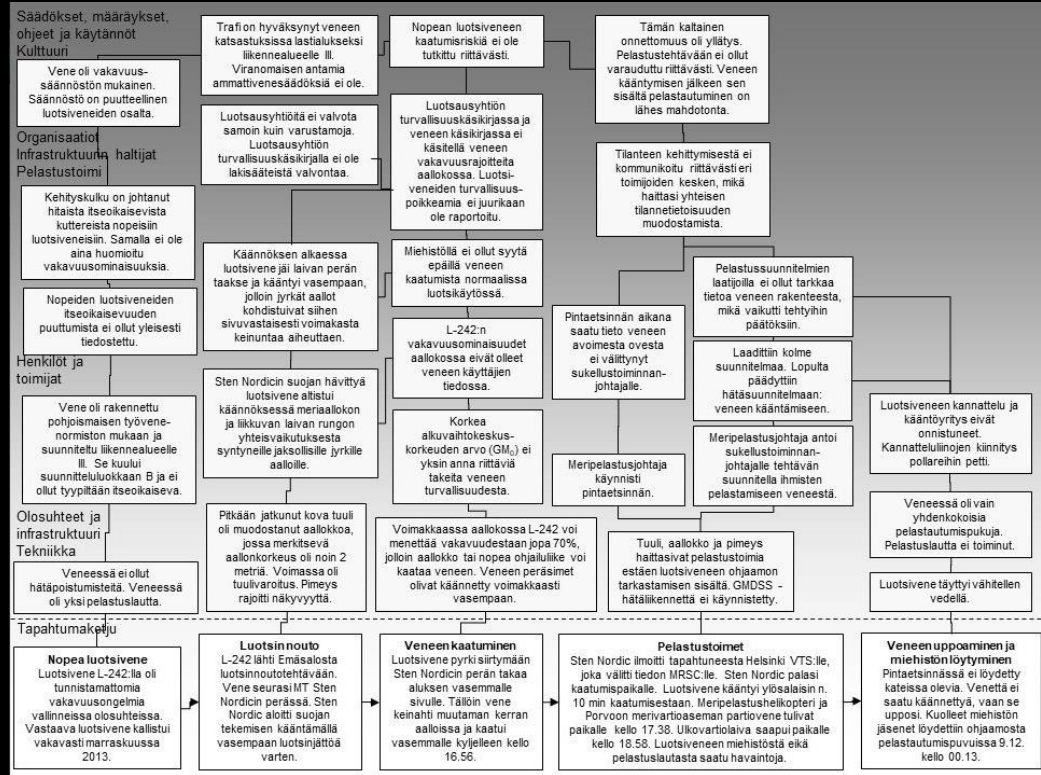 Säädökset, määräykset,
ohjeet ja käytännöt
Kulttuuri
Vene oli vakavuus-
säännöstön mukainen.
Säännöstö on puutteellinen
luotsiveneiden osalta.
Trafi on hyväksynyt veneen
katsastuksissa lastialukseksi
liikennealueelle III.
Viranomaisen antamia
ammattivenesäädöksiä ei ole.
Nopean luotsiveneen
kaatumisriskiä ei ole
tutkittu riittävästi.
Tämän kaltainen
onnettomuus oli yllätys.
Pelastustehtävään ei ollut
varauduttu riittävästi. Veneen
kääntymisen jälkeen sen
sisältä pelastautuminen on
lähes mahdotonta.
Organisaatiot
Infrastruktuurin haltijat
Pelastustoimi
Luotsausyhtiöitä ei valvota
samoin kuin varustamoja.
Luotsausyhtiön
turvallisuuskäsikirjalla ei ole
lakisääteistä valvontaa.
Luotsausyhtiön
turvallisuuskäsikirjassa ja
veneen käsikirjassa ei
käsitellä veneen
vakavuusrajoitteita
aallokossa. Luotsi-
veneiden turvallisuus-
poikkeamia ei juurikaan
ole raportoitu.
Tilanteen kehittymisestä ei
kommunikoitu riittävästi eri
toimijoiden kesken, mikä
haittasi yhteisen
tilannetietoisuuden
muodostamista.
Kehityskulku on johtanut
hitaista itseoikaisevista
kuttereista nopeisiin
luotsiveneisiin. Samalla ei ole
aina huomioitu
vakavuusominaisuuksia.
Käännöksen alkaessa
luotsivene jäi laivan perän
taakse ja kääntyi vasempaan,
jolloin jyrkät aallot
kohdistuivat siihen
sivuvastaisesti voimakasta
keinuntaa aiheuttaen.
Miehistöllä ei ollut syytä
epäillä veneen
kaatumista normaalissa
luotsikäytössä.
Pelastussuunnitelmien
laatijoilla ei ollut tarkkaa
tietoa veneen rakenteesta,
mikä vaikutti tehtyihin
päätöksiin.
Nopeiden luotsiveneiden
itseoikaisevuuden
puuttumista ei ollut yleisesti
tiedostettu.
L-242:n
vakavuusominaisuudet
aallokossa eivät olleet
veneen käyttäjien
tiedossa.
Pintaetsinnän aikana
saatu tieto veneen
avoimesta ovesta
ei välittynyt
sukellustoiminnan-
johtajalle.
Laadittiin kolme
suunnitelmaa. Lopulta
päädyttiin
hätäsuunnitelmaan:
veneen kääntämiseen.
Henkilöt ja
toimijat
Vene oli rakennettu
pohjoismaisen työvene-
normiston mukaan ja
suunniteltu liikennealueelle
III. Se kuului
suunnitteluluokkaan B ja ei
ollut tyypiltään itseoikaiseva.
Sten Nordicin suojan hävittyä
luotsivene altistui
käännöksessä meriaallokon
ja liikkuvan laivan rungon
yhteisvaikutuksesta
syntyneille jaksollisille jyrkille
aalloille.
Korkea
alkuvaihtokeskus-
korkeuden arvo (GM₀) ei
yksin anna riittäviä
takeita veneen
turvallisuudesta.
Meripelastusjohtaja
käynnisti
pintaetsinnän.
Meripelastusjohtaja antoi
sukellustoiminnan-
johtajalle tehtävän
suunnitella ihmisten
pelastamiseen veneestä.
Luotsiveneen kannattelu ja
kääntöyritys eivät
onnistuneet.
Kannatteluliinojen kiinnitys
pollareihin petti.
Olosuhteet ja
infrastruktuuri
Tekniikka
Veneessä ei ollut
hätäpoistumisteitä. Veneessä
oli yksi pelastuslautta.
Pitkään jatkunut kova tuuli
oli muodostanut aallokkoa,
jossa merkitsevä
aallonkorkeus oli noin 2
metriä. Voimassa oli
tuulivaroitus. Pimeys
rajoitti näkyvyyttä.
Voimakkaassa aallokossa L-242 voi
menettää vakavuudestaan jopa 70%,
jolloin aallokko tai nopea ohjailuliike voi
kaataa veneen. Veneen peräsimet
olivat käännetty voimakkaasti
vasempaan.
Tuuli, aallokko ja pimeys
haittasivat pelastustoimia
estäen luotsiveneen ohjaamon
tarkastamisen sisältä. GMDSS -
hätäliikennettä ei käynnistetty.
Veneessä oli vain
yhdenkokoisia
pelastautumispukuja.
Pelastuslautta ei toiminut.
Luotsivene täyttyi vähitellen
vedellä.
Tapahtumaketju
Nopea luotsivene
Luotsivene L-242:lla oli
tunnistamattomia
vakavuusongelmia
vallinneissa olosuhteissa.
Vastaava luotsivene kallistui
vakavasti marraskuussa
2013.
Luotsin nouto
L-242 lähti Emäsalosta
luotsinnoutotehtävään.
Vene seurasi MT Sten
Nordicin perässä. Sten
Nordic aloitti suojan
tekemisen kääntämällä
vasempaan luotsinjättöä
varten.
Veneen kaatuminen
Luotsivene pyrki siirtymään
Sten Nordicin perän takaa
aluksen vasemmalle
sivulle. Tällöin vene
keinahti muutaman kerran
aalloissa ja kaatui
vasemmalle kyljelleen kello
16.56.
Pelastustoimet
Sten Nordic ilmoitti tapahtuneesta Helsinki VTS:lle,
joka välitti tiedon MRSC:lle. Sten Nordic palasi
kaatumispaikalle. Luotsivene kääntyi ylösalaisin n.
10 min kaatumisestaan. Meripelastushelikopteri ja
Porvoon merivartioaseman partiovene tulivat
paikalle kello 17.38. Ulkovartiolaiva saapui paikalle
kello 18.58. Luotsiveneen miehistöstä eikä
pelastuslautasta saatu havaintoja.
Veneen uppoaminen ja
miehistön löytyminen
Pintaetsinnässä ei löydetty
kateissa olevia. Venettä ei
saatu käännettyä, vaan se
upposi. Kuolleet miehistön
jäsenet löydettiin ohjaamosta
pelastautumispuvuissa 9.12.
kello 00.13.